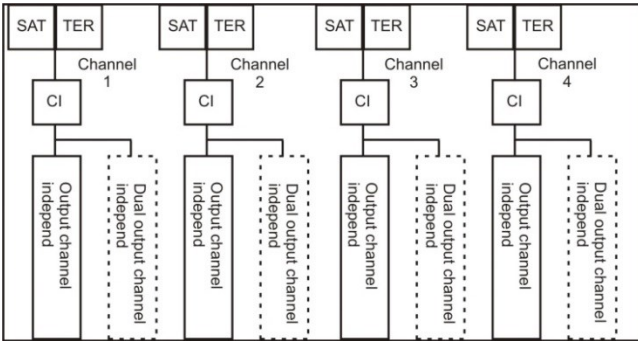 SAT TER SAT TER SAT TER SAT TER
Channel
1
Channel
2
Channel
3
Channel
4
CI CI CI CI
Output channel
independ
Dual output channel
independ
Output channel
independ
Dual output channel
independ
Output channel
independ
Dual output channel
independ
Output channel
independ
Dual output channel
independ